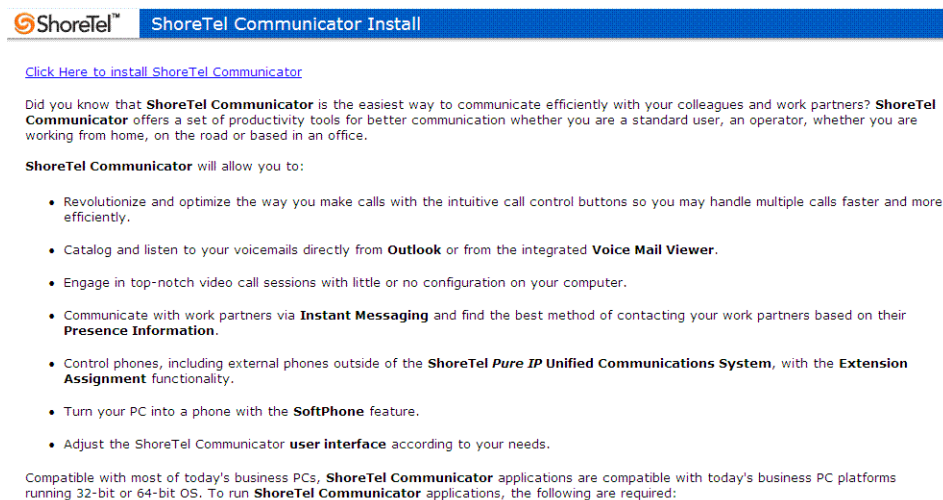 ShoreTel™ ShoreTel Communicator Install
Click Here to install ShoreTel Communicator
Did you know that ShoreTel Communicator is the easiest way to communicate efficiently with your colleagues and work partners? ShoreTel
Communicator offers a set of productivity tools for better communication whether you are a standard user, an operator, whether you are
working from home, on the road or based in an office.
ShoreTel Communicator will allow you to:
• Revolutionize and optimize the way you make calls with the intuitive call control buttons so you may handle multiple calls faster and more
efficiently.
• Catalog and listen to your voicemails directly from Outlook or from the integrated Voice Mail Viewer.
• Engage in top-notch video call sessions with little or no configuration on your computer.
• Communicate with work partners via Instant Messaging and find the best method of contacting your work partners based on their
Presence Information.
• Control phones, including external phones outside of the ShoreTel Pure IP Unified Communications System, with the Extension
Assignment functionality.
• Turn your PC into a phone with the SoftPhone feature.
• Adjust the ShoreTel Communicator user interface according to your needs.
Compatible with most of today's business PCs, ShoreTel Communicator applications are compatible with today's business PC platforms
running 32-bit or 64-bit OS. To run ShoreTel Communicator applications, the following are required: